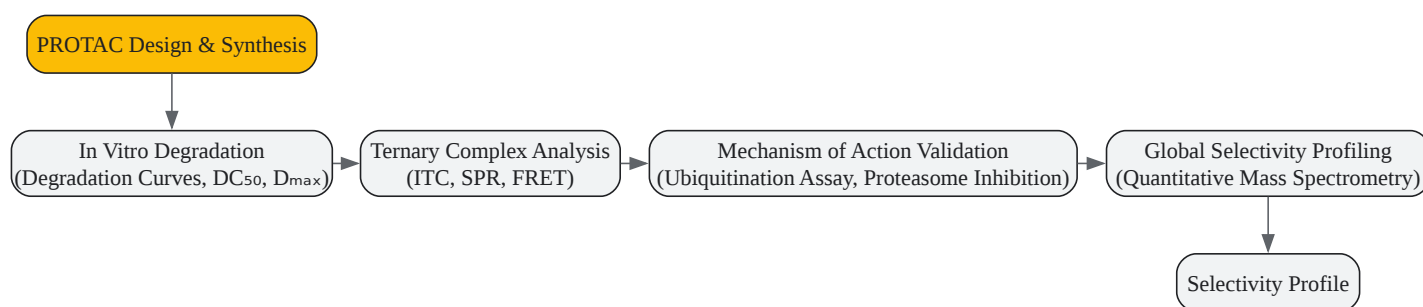 PROTAC Design & Synthesis
In Vitro Degradation
(Degradation Curves, DC₅₀, Dₘₐₓ)
Ternary Complex Analysis
(ITC, SPR, FRET)
Mechanism of Action Validation
(Ubiquitination Assay, Proteasome Inhibition)
Global Selectivity Profiling
(Quantitative Mass Spectrometry)
Selectivity Profile